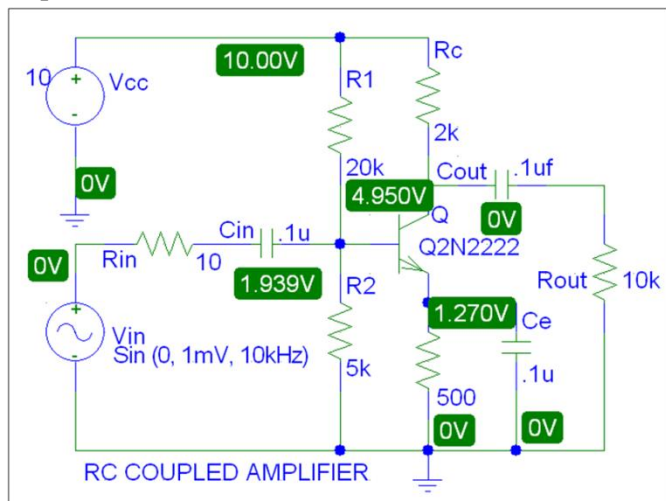 10.00V
Rc
10
Vcc
R1
2k
20k
Cout
.1uf
0V
4.950V
Q
0V
Cin
.1u
Q2N2222
0V
Rin
10
1.939V
R2
Rout
10k
1.270V
Ce
Vin
Sin (0, 1mV, 10kHz)
5k
.1u
500
0V
0V
RC COUPLED AMPLIFIER